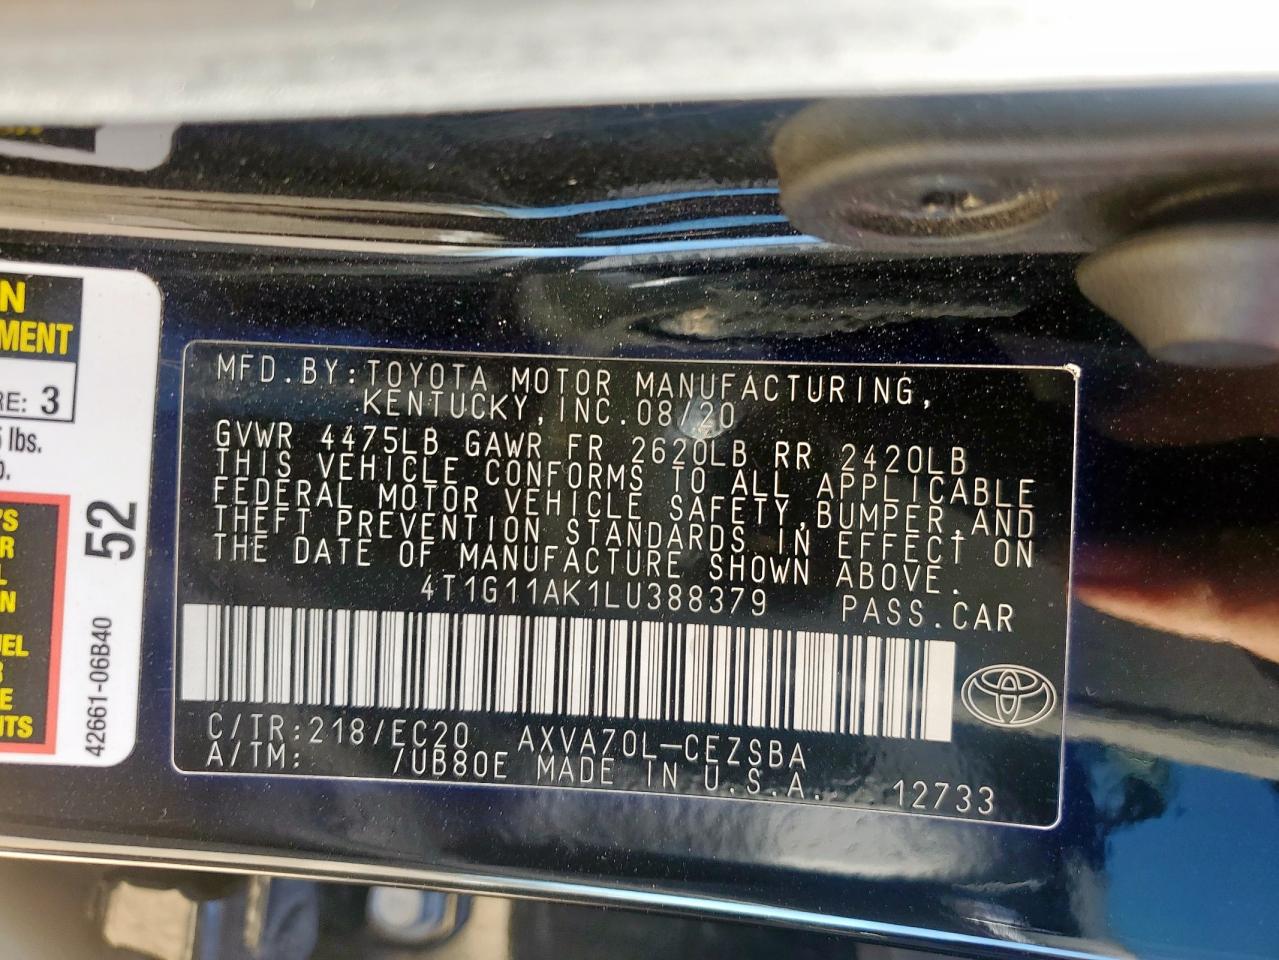 N
MENT
RE: 3
lbs.
'S
R
L
N
UEL
R
E
NTS
52
42661-06B40
MFD.BY:TOYOTA MOTOR MANUFACTURING,
KENTUCKY,INC.08/20
GVWR 4475LB GAWR FR 2620LB RR 2420LB
THIS VEHICLE CONFORMS TO ALL APPLICABLE
FEDERAL MOTOR VEHICLE SAFETY,BUMPER,AND
THEFT PREVENTION STANDARDS IN EFFECT ON
THE DATE OF MANUFACTURE SHOWN ABOVE.
4T1G11AK1LU388379 PASS.CAR
C/TR:218/EC20 AXVA70L-CEZSBA
A/TM: /UB80E MADE IN U.S.A. 12733